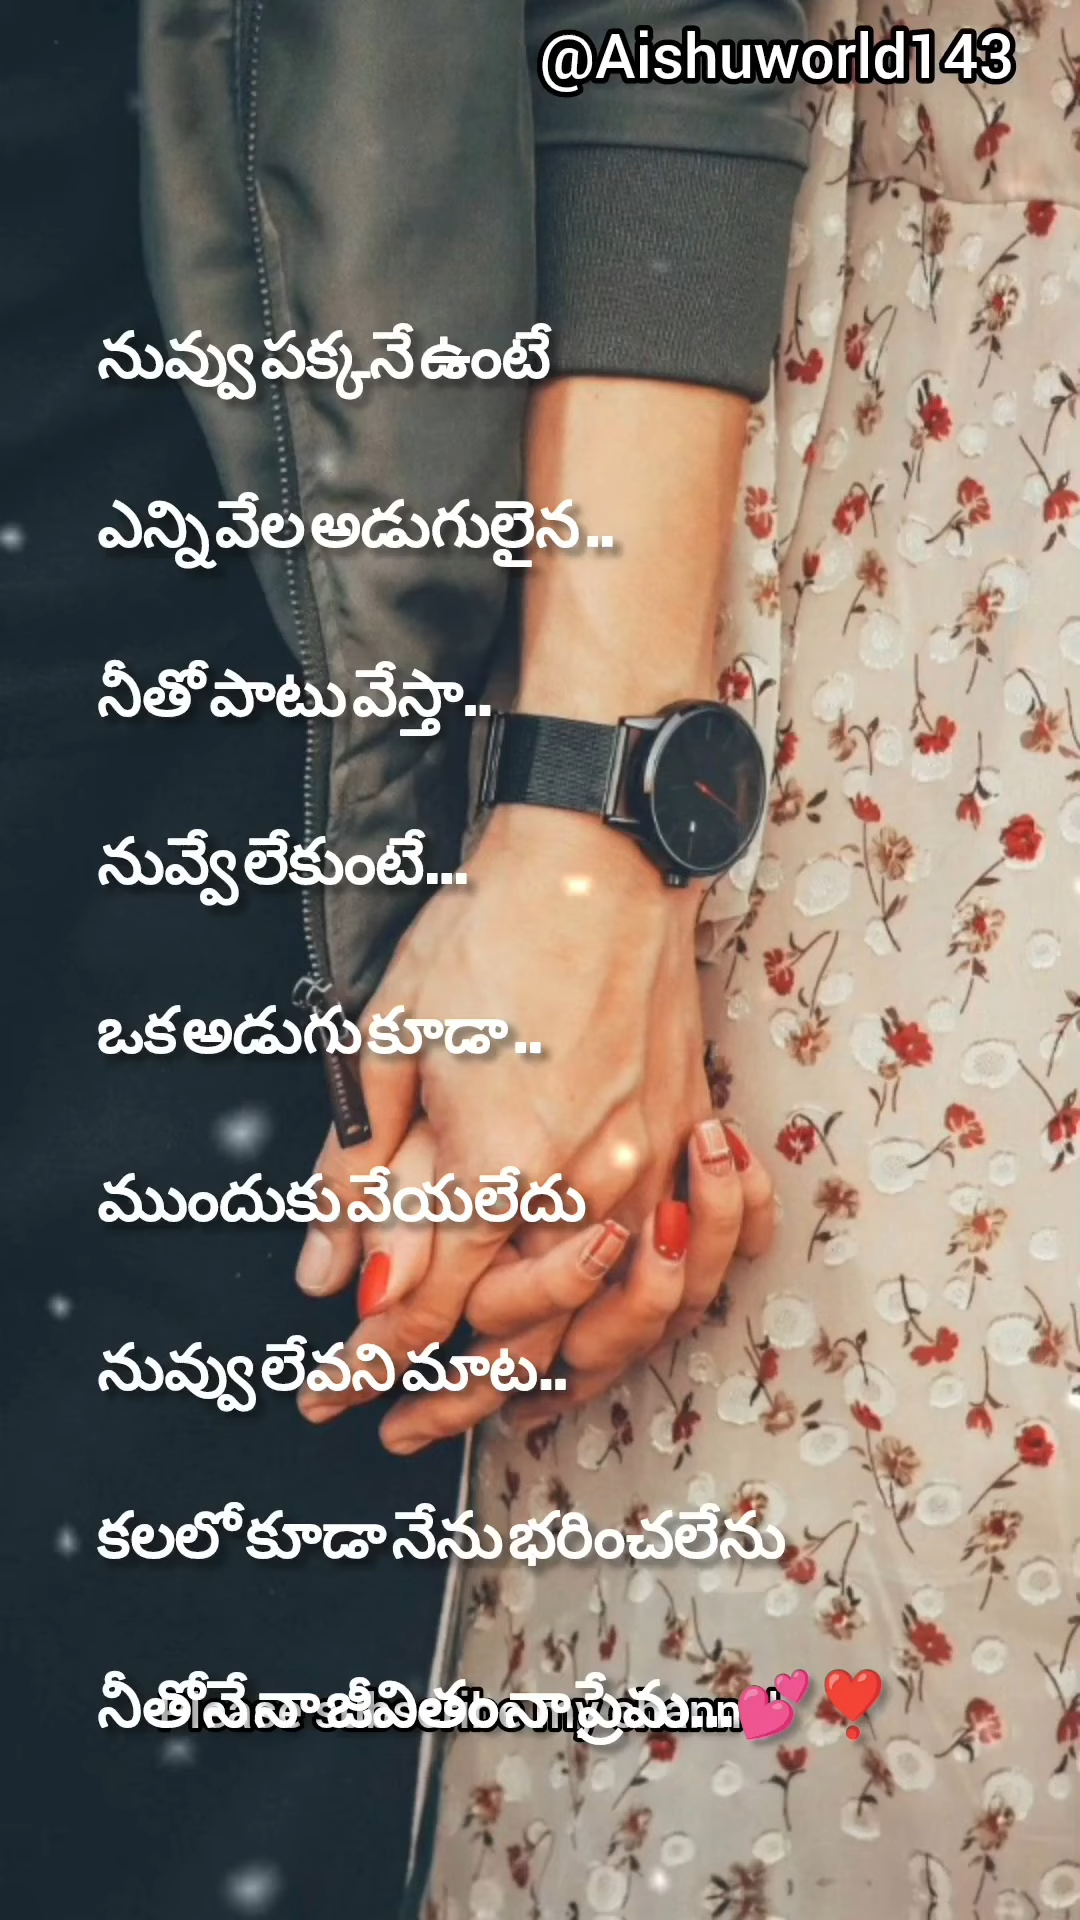 @Aishuworld143
నువ్వు పక్కనే ఉంటే
ఎన్ని వేల అడుగులైన..
నీతో పాటు వేస్తా..
నువ్వే లేకుంటే...
ఒక అడుగు కూడా..
ముందుకు వేయలేదు
నువ్వు లేవని మాట..
కలలో కూడా నేను భరించలేను
నీతోనే నా జీవితం నా ప్రేమ...💕❣️